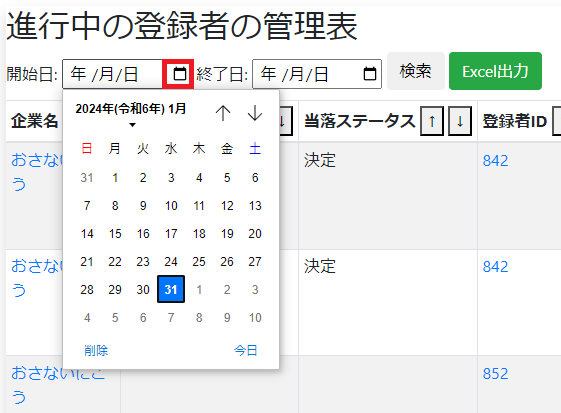 進行中の登録者の管理表
開始日: 年 /月/日 終了日: 年 /月/日 検索 Excel出力
企業名 ↓ 当落ステータス ↑ ↓ 登録者ID
2024年(令和6年) 1月 ↑ ↓
日 月 火 水 木 金 土
31 1 2 3 4 5 6
7 8 9 10 11 12 13
14 15 16 17 18 19 20
21 22 23 24 25 26 27
28 29 30 31 1 2 3
4 5 6 7 8 9 10
削除 今日
おさない
う
決定 842
おさない
う
決定 842
おさないにこ
う
852